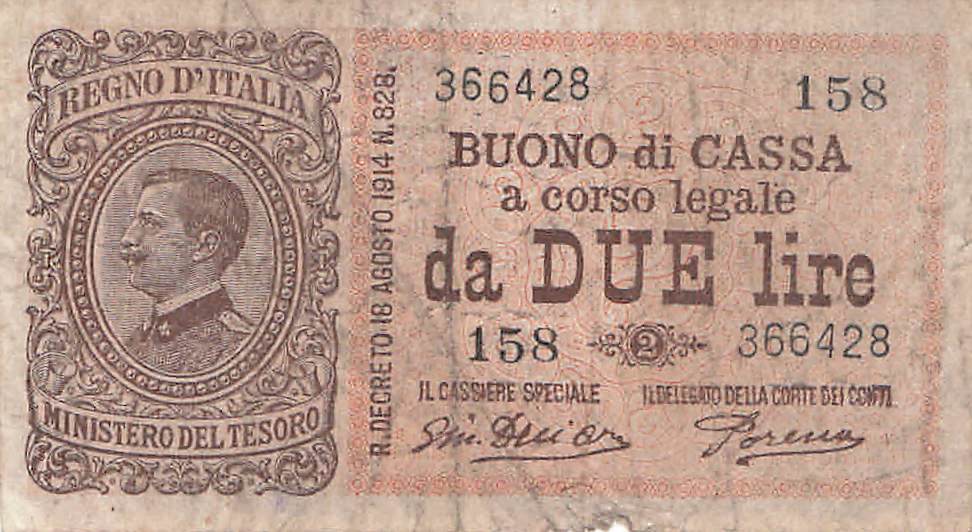 REGNO D'ITALIA
MINISTERO DEL TESORO
R. DECRETO 18 AGOSTO 1914 N. 828.
366428 158
BUONO di CASSA
a corso legale
da DUE lire
158 2 366428
IL CASSIERE SPECIALE IL DELEGATO DELLA CORTE DEI CONTI
Porena